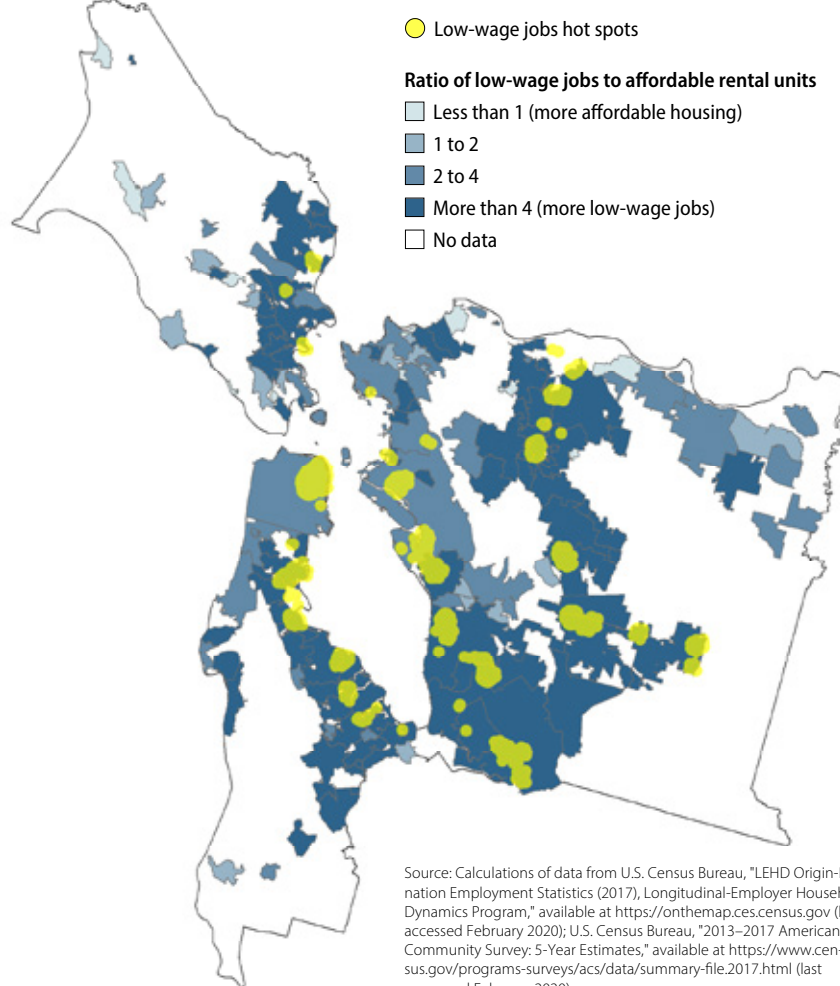 Low-wage jobs hot spots
Ratio of low-wage jobs to affordable rental units
Less than 1 (more affordable housing)
1 to 2
2 to 4
More than 4 (more low-wage jobs)
No data
Source: Calculations of data from U.S. Census Bureau, "LEHD Origin-
nation Employment Statistics (2017), Longitudinal-Employer
Dynamics Program," available at https://onthemap.ces.census.gov
accessed February 2020); U.S. Census Bureau, "2013–2017 American
Community Survey: 5-Year Estimates," available at https://www.cen-
sus.gov/programs-surveys/acs/data/summary-file.2017.html (last